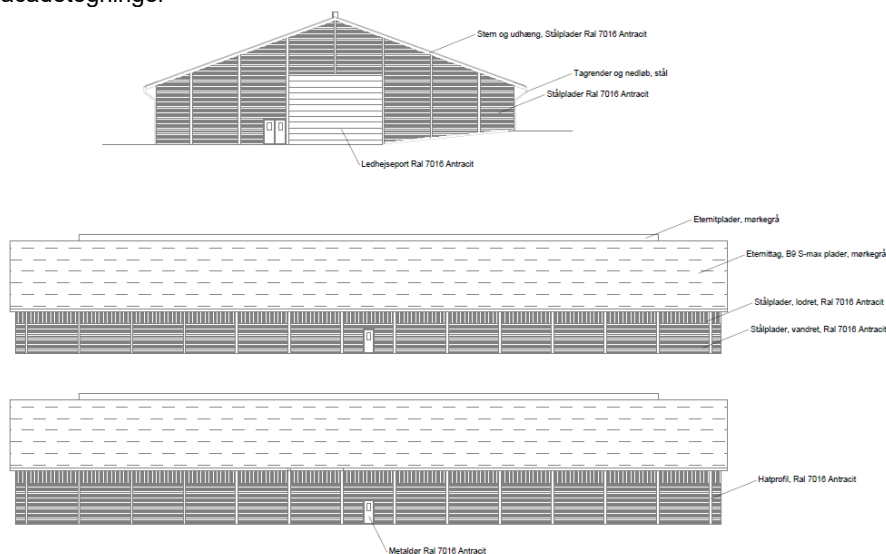 acadetegninger
Stern og udhæng, Stålplader Ral 7016 Antracit
Tagrender og nedløb, stål
Stålplader Ral 7016 Antracit
Ledhejseport Ral 7016 Antracit
Eternitplader, mørkegrå
Eternittag, B9 S-max plader, mørkegrå
Stålplader, lodret, Ral 7016 Antracit
Stålplader, vandret, Ral 7016 Antracit
Hatprofil, Ral 7016 Antracit
Metaldør Ral 7016 Antracit